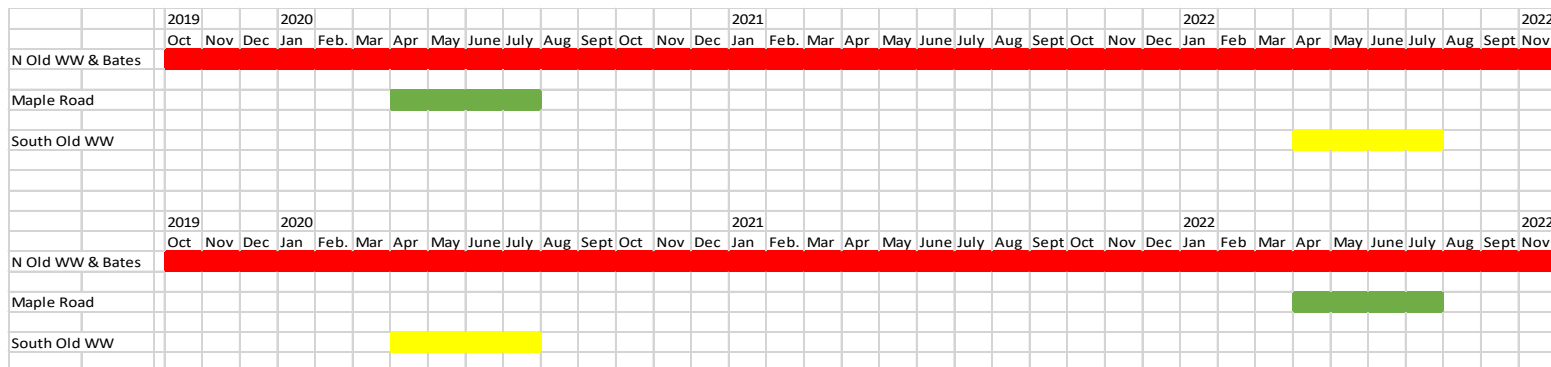 2019 2020 2021 2022 2022
Oct Nov Dec Jan Feb. Mar Apr May June July Aug Sept Oct Nov Dec Jan Feb. Mar Apr May June July Aug Sept Oct Nov Dec Jan Feb Mar Apr May June July Aug Sept Nov
N Old WW & Bates
Maple Road
South Old WW
2019 2020 2021 2022 2022
Oct Nov Dec Jan Feb. Mar Apr May June July Aug Sept Oct Nov Dec Jan Feb. Mar Apr May June July Aug Sept Oct Nov Dec Jan Feb Mar Apr May June July Aug Sept Nov
N Old WW & Bates
Maple Road
South Old WW